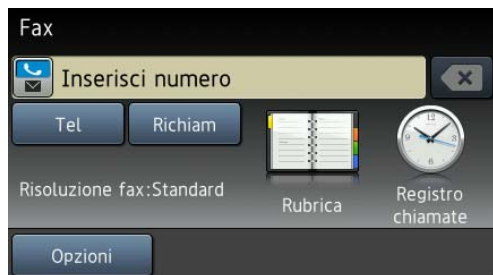 Fax
Inserisci numero
Tel
Richiam
Risoluzione fax:Standard
Rubrica
Registro
chiamate
Opzioni